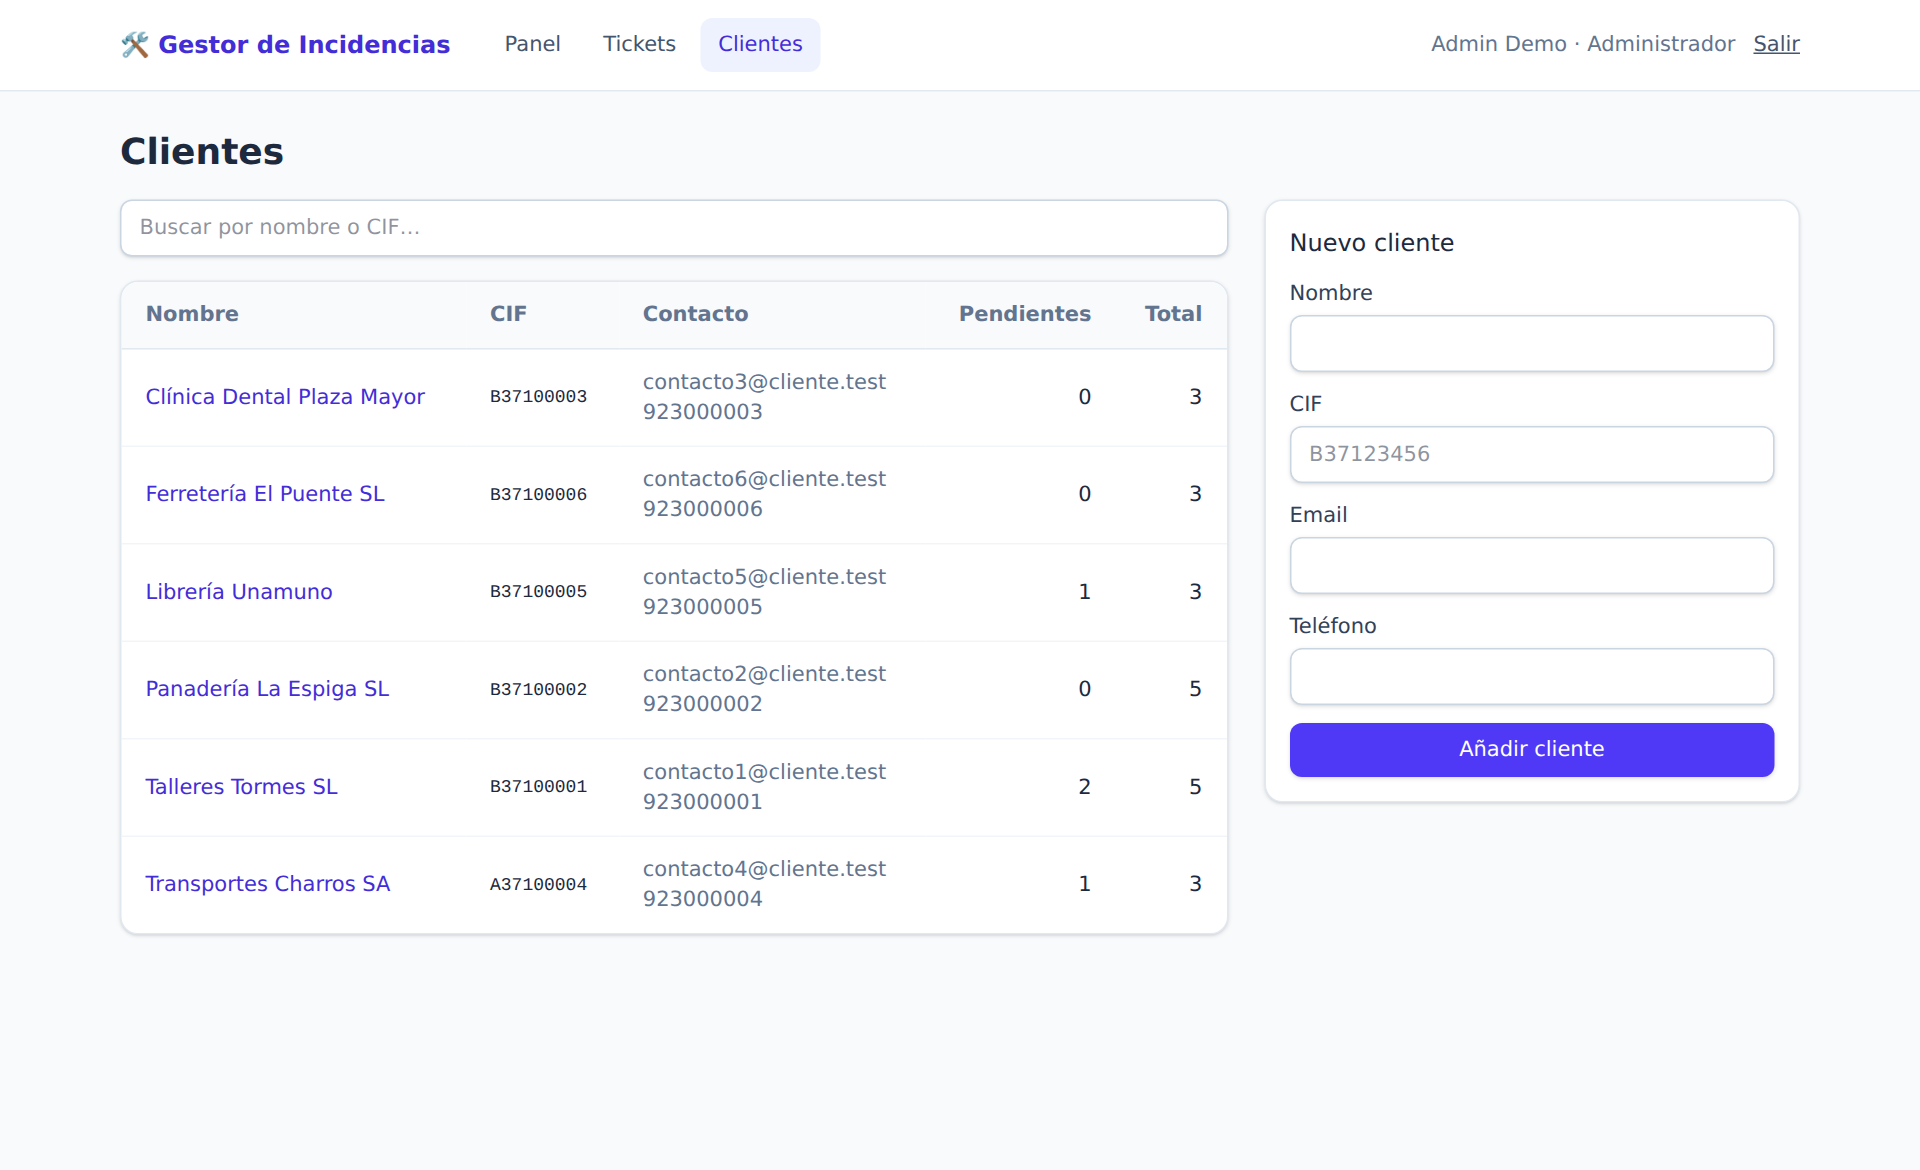 Gestor de Incidencias Panel Tickets Clientes Admin Demo · Administrador Salir
Clientes
Buscar por nombre o CIF...
Nombre CIF Contacto Pendientes Total
Clínica Dental Plaza Mayor B37100003 contacto3@cliente.test 0 3
923000003
Ferretería El Puente SL B37100006 contacto6@cliente.test 0 3
923000006
Librería Unamuno B37100005 contacto5@cliente.test 1 3
923000005
Panadería La Espiga SL B37100002 contacto2@cliente.test 0 5
923000002
Talleres Tormes SL B37100001 contacto1@cliente.test 2 5
923000001
Transportes Charros SA A37100004 contacto4@cliente.test 1 3
923000004
Nuevo cliente
Nombre
CIF
B37123456
Email
Teléfono
Añadir cliente